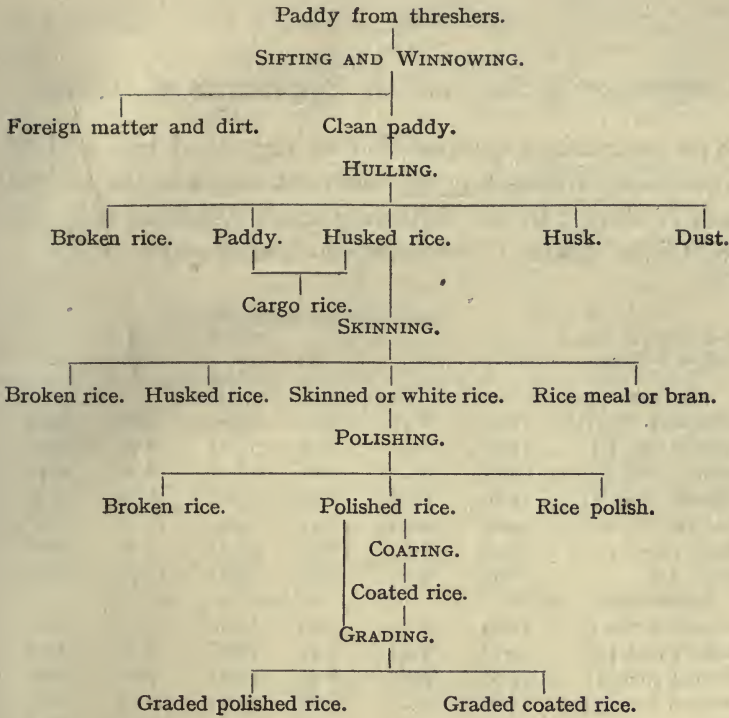 Paddy from threshers.
SIFTING AND WINNOWING.
Foreign matter and dirt. Clean paddy.
HULLING.
Broken rice. Paddy. Husked rice. Husk. Dust.
Cargo rice.
SKINNING.
Broken rice. Husked rice. Skinned or white rice. Rice meal or bran.
POLISHING.
Broken rice. Polished rice. Rice polish.
COATING.
Coated rice.
GRADING.
Graded polished rice. Graded coated rice.